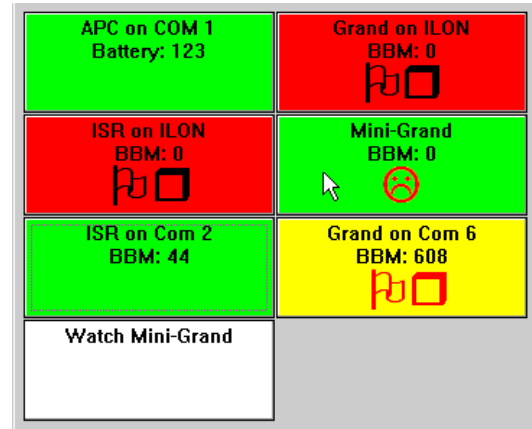 APC on COM 1
Battery: 123
Grand on ILON
BBM: 0
ISR on ILON
BBM: 0
Mini-Grand
BBM: 0
ISR on Com 2
BBM: 44
Grand on Com 6
BBM: 608
Watch Mini-Grand